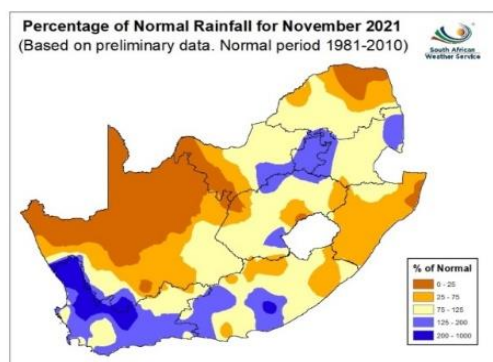 Percentage of Normal Rainfall for November 2021
(Based on preliminary data. Normal period 1981-2010)
South African
Weather Service
% of Normal
0 - 25
25 - 75
75 - 125
125 - 200
200 - 1000